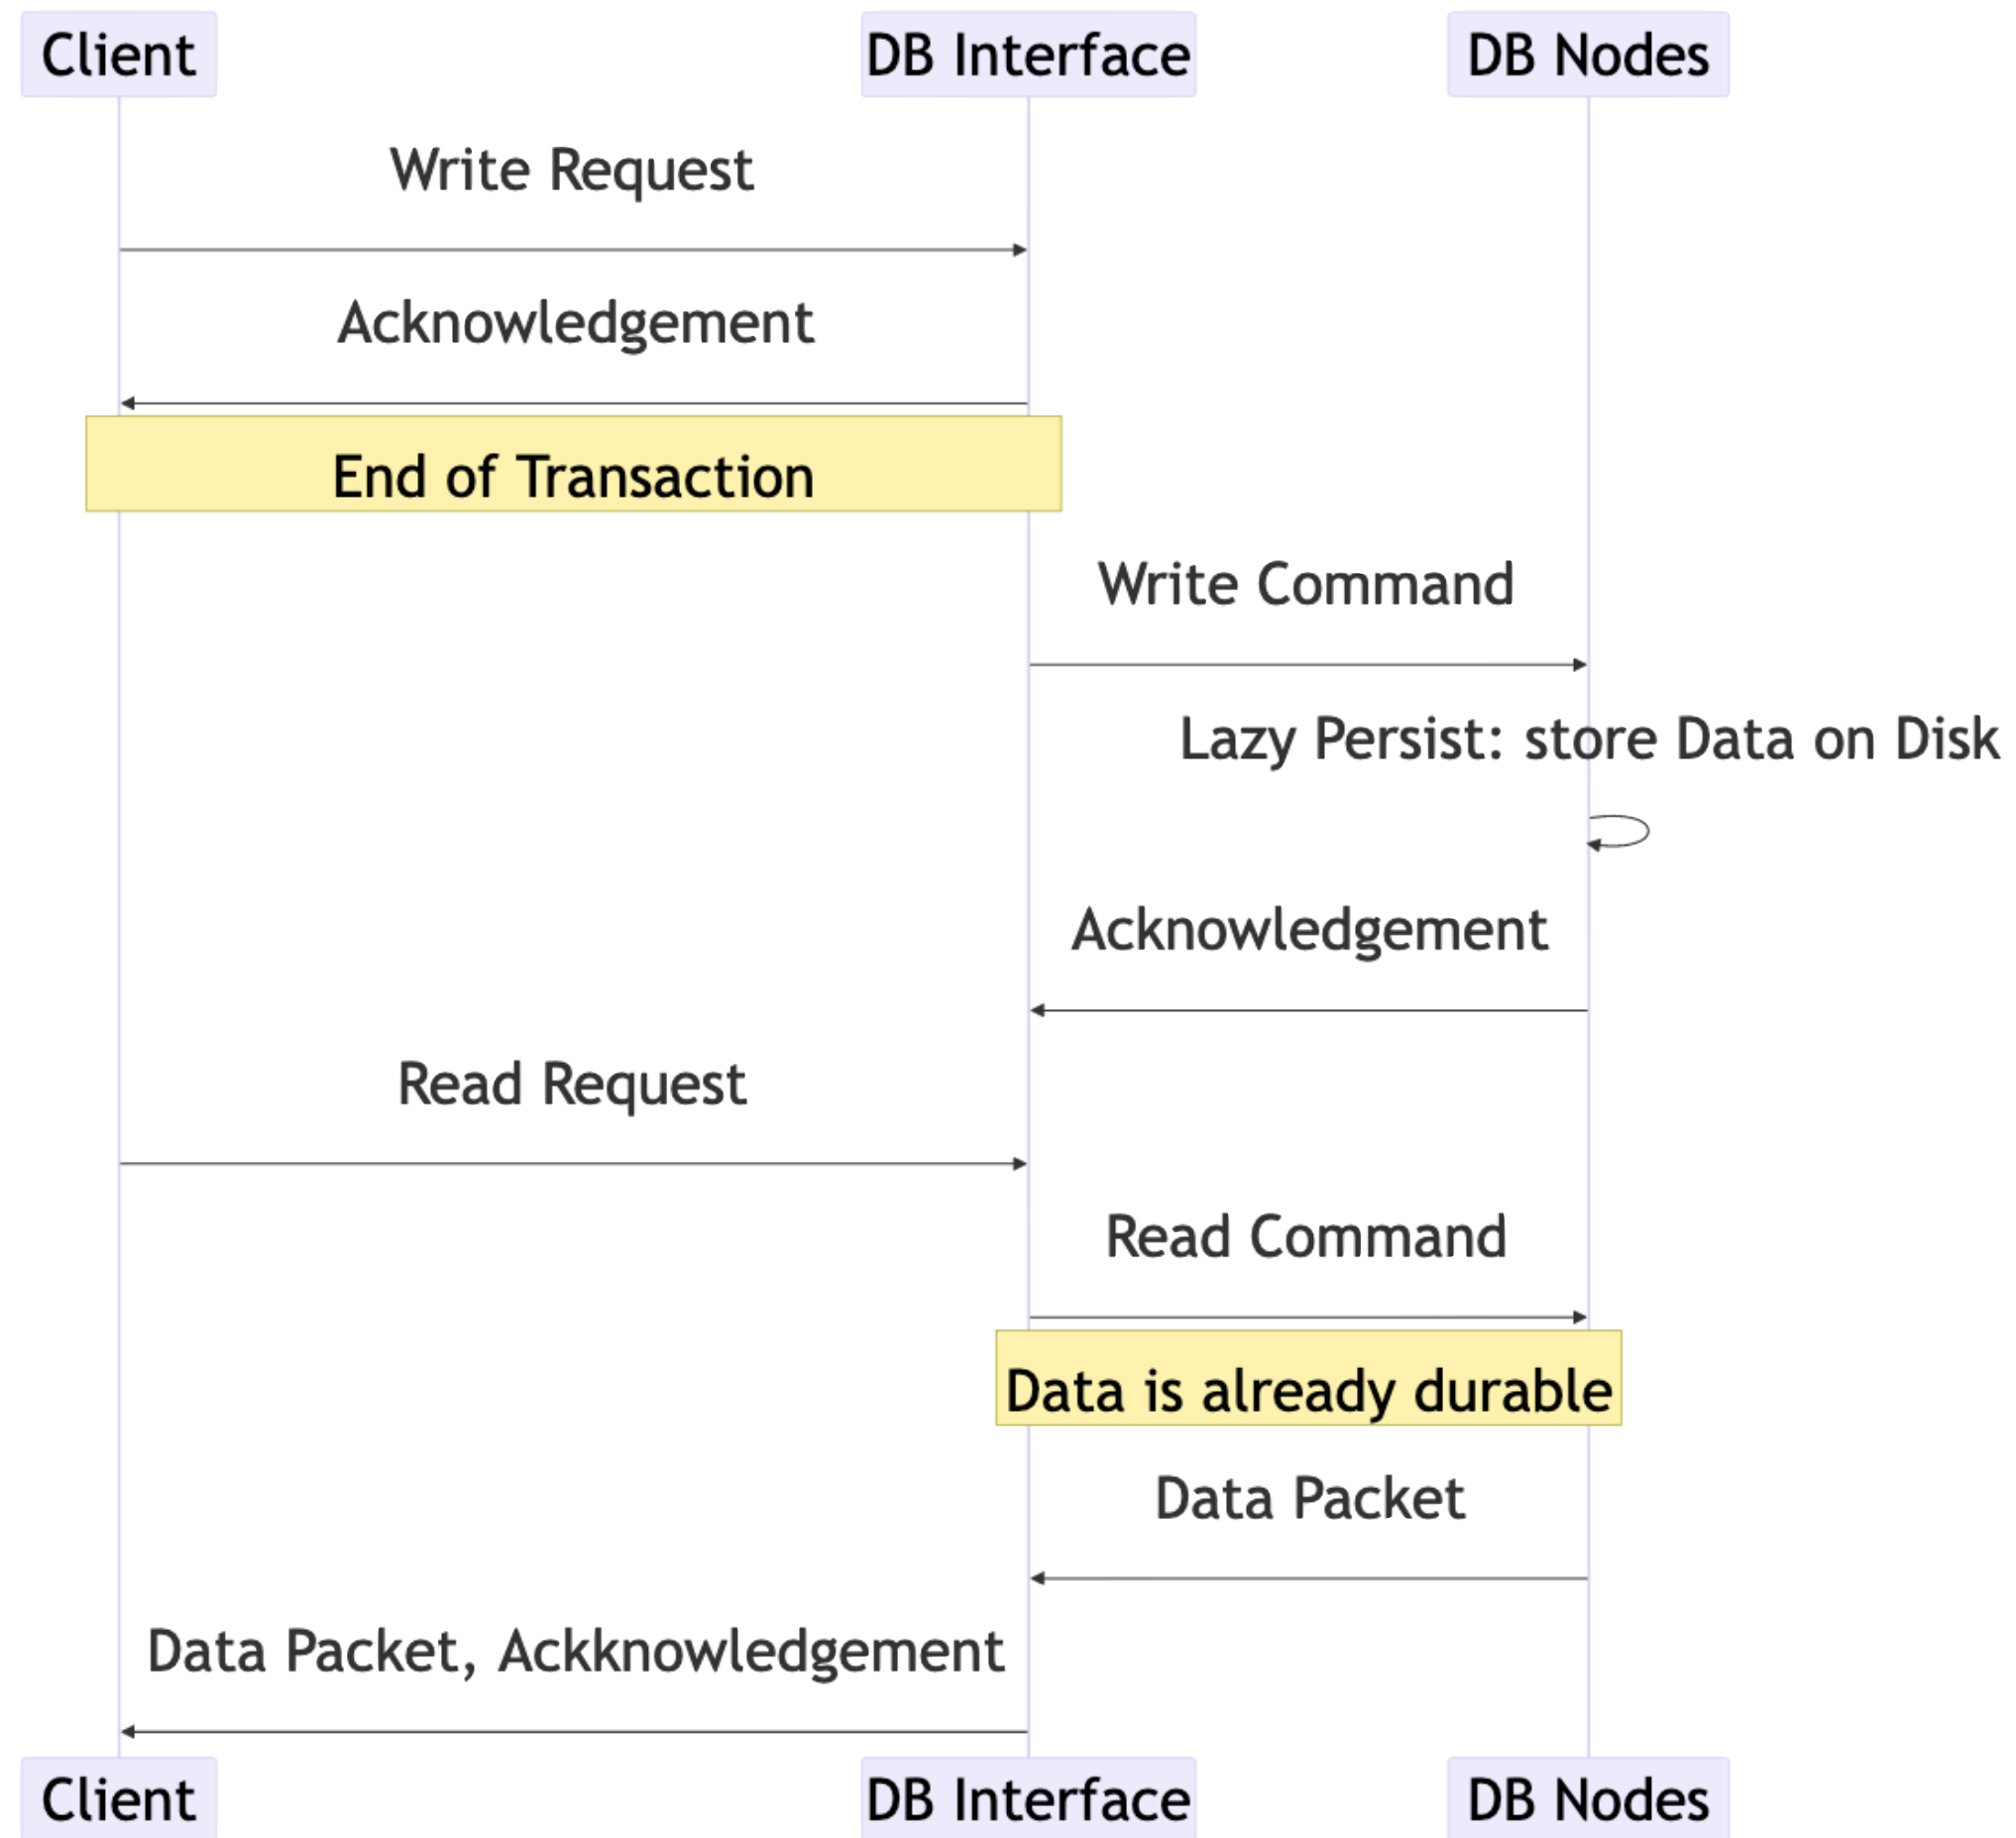 Client
DB Interface
DB Nodes
Write Request
Acknowledgement
End of Transaction
Write Command
Lazy Persist: store Data on Disk
Acknowledgement
Read Request
Read Command
Data is already durable
Data Packet
Data Packet, Ackknowledgement
Client
DB Interface
DB Nodes